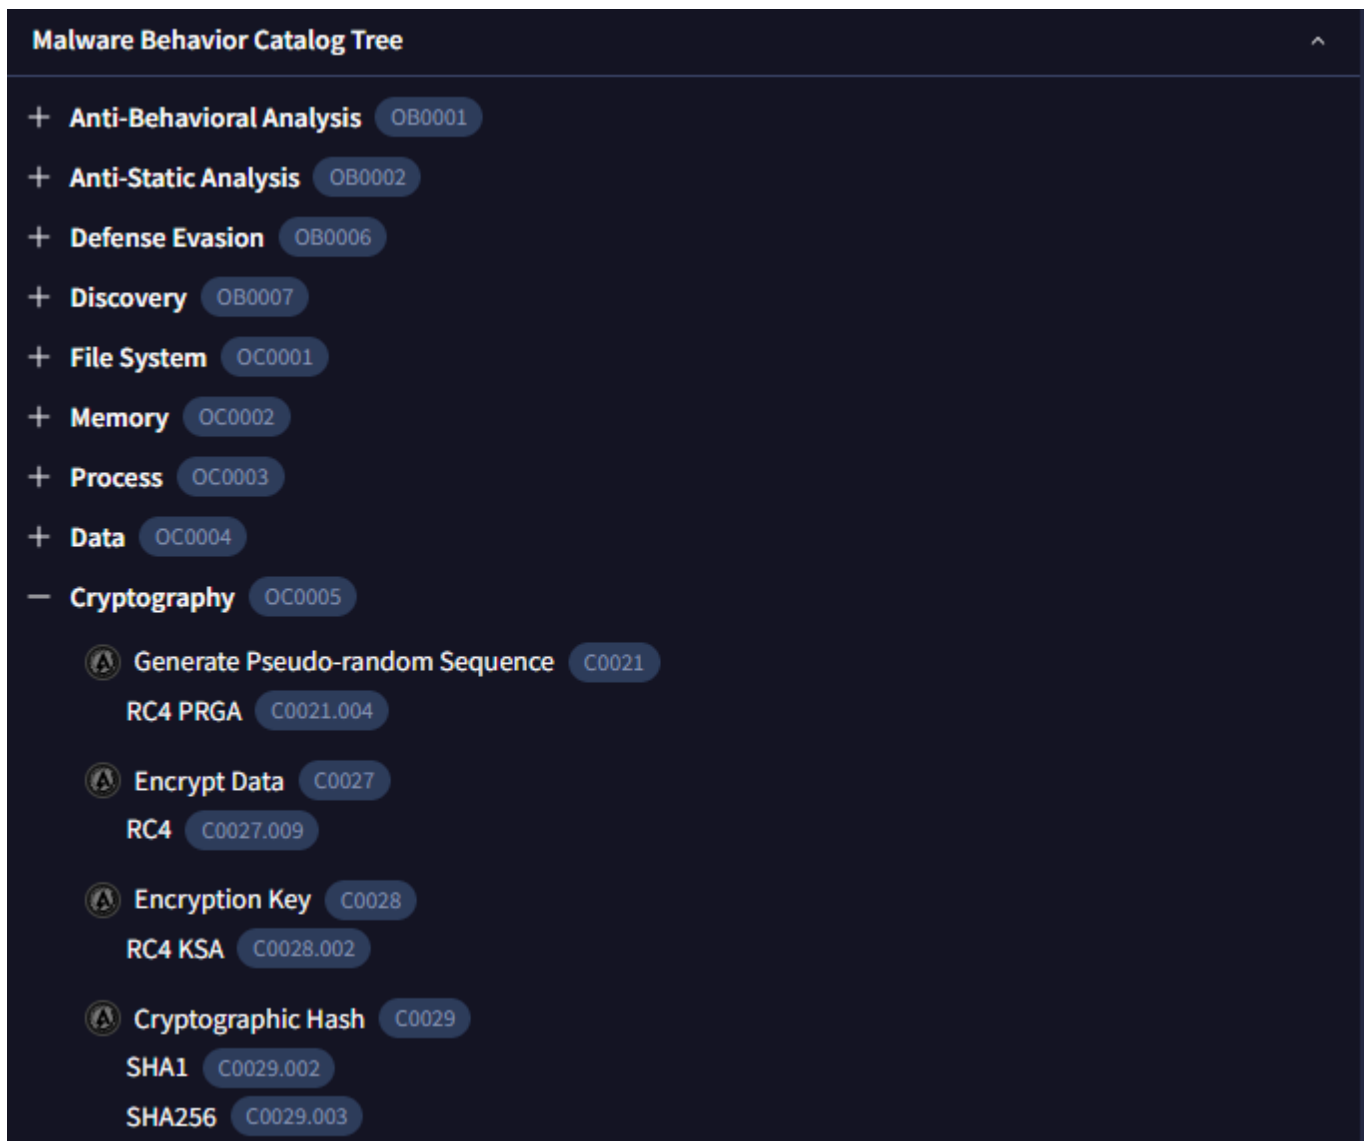 Malware Behavior Catalog Tree
Anti-Behavioral Analysis OB0001
Anti-Static Analysis OB0002
Defense Evasion OB0006
Discovery OB0007
File System OC0001
Memory OC0002
Process OC0003
Data OC0004
Cryptography OC0005
Generate Pseudo-random Sequence C0021
RC4 PRGA C0021.004
Encrypt Data C0027
RC4 C0027.009
Encryption Key C0028
RC4 KSA C0028.002
Cryptographic Hash C0029
SHA1 C0029.002
SHA256 C0029.003